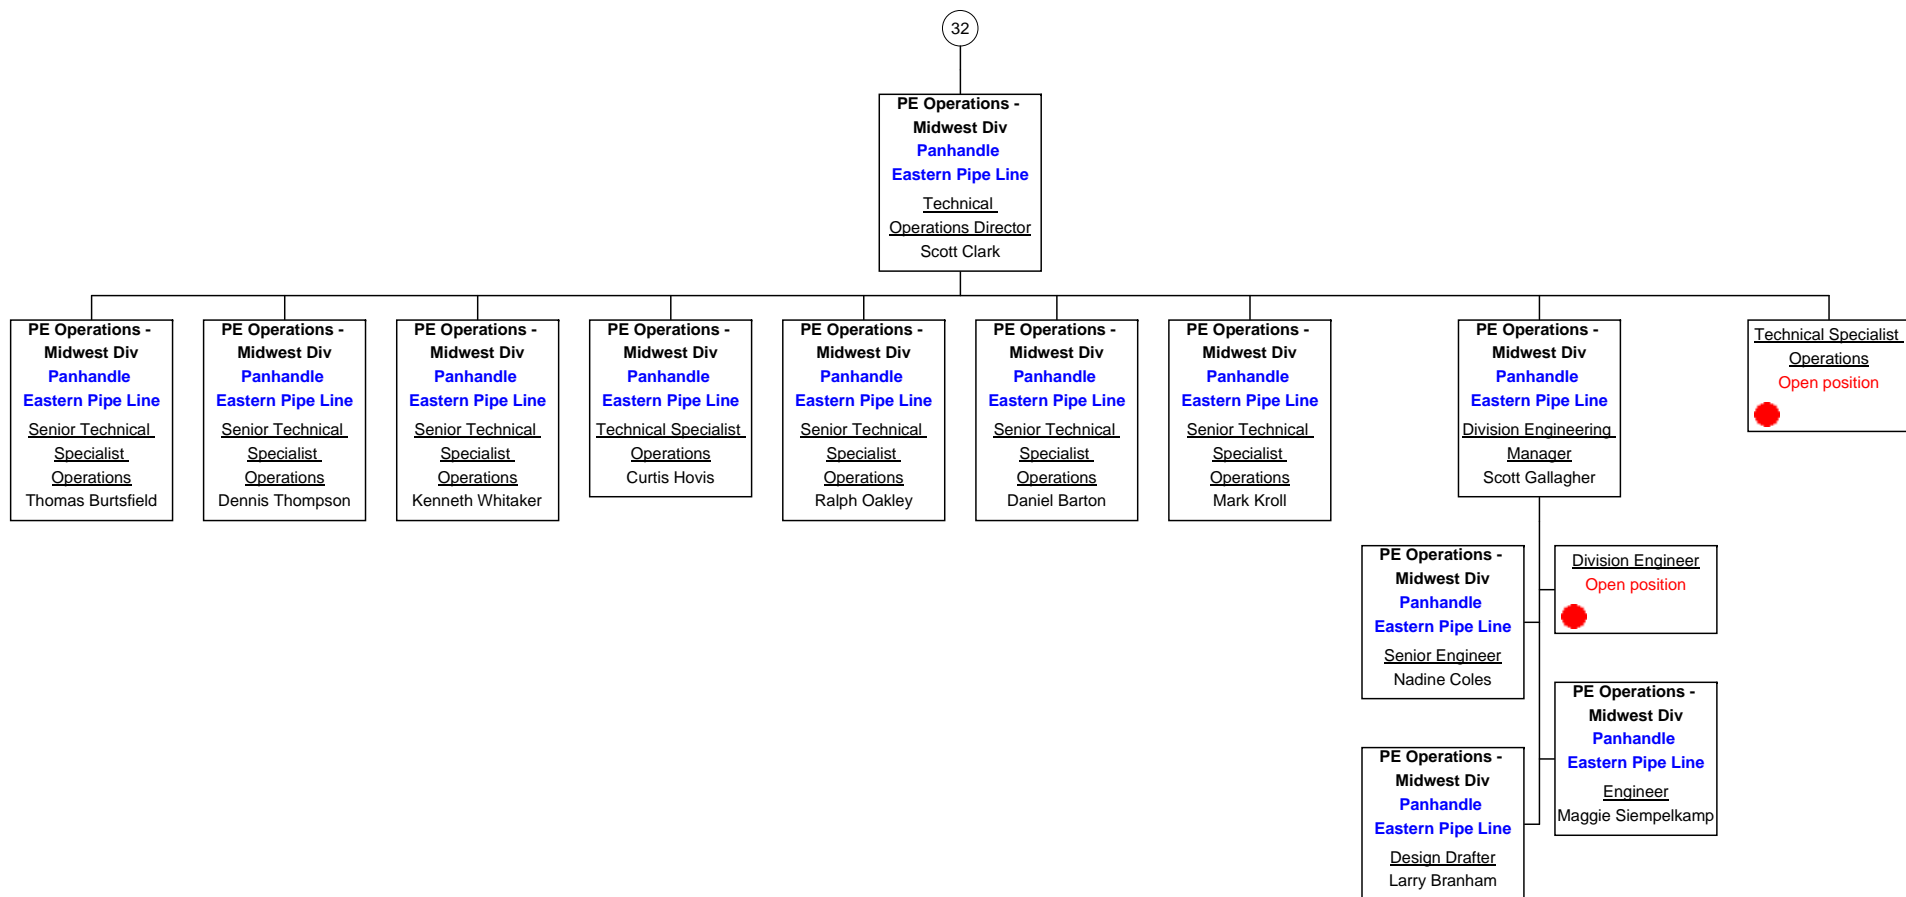 32
PE Operations -
Midwest Div
Panhandle
Eastern Pipe Line
Technical
Operations Director
Scott Clark
PE Operations -
Midwest Div
Panhandle
Eastern Pipe Line
Senior Technical
Specialist
Operations
Thomas Burtsfield
PE Operations -
Midwest Div
Panhandle
Eastern Pipe Line
Senior Technical
Specialist
Operations
Dennis Thompson
PE Operations -
Midwest Div
Panhandle
Eastern Pipe Line
Senior Technical
Specialist
Operations
Kenneth Whitaker
PE Operations -
Midwest Div
Panhandle
Eastern Pipe Line
Technical Specialist
Operations
Curtis Hovis
PE Operations -
Midwest Div
Panhandle
Eastern Pipe Line
Senior Technical
Specialist
Operations
Ralph Oakley
PE Operations -
Midwest Div
Panhandle
Eastern Pipe Line
Senior Technical
Specialist
Operations
Daniel Barton
PE Operations -
Midwest Div
Panhandle
Eastern Pipe Line
Senior Technical
Specialist
Operations
Mark Kroll
PE Operations -
Midwest Div
Panhandle
Eastern Pipe Line
Division Engineering
Manager
Scott Gallagher
Technical Specialist
Operations
Open position
PE Operations -
Midwest Div
Panhandle
Eastern Pipe Line
Senior Engineer
Nadine Coles
Division Engineer
Open position
PE Operations -
Midwest Div
Panhandle
Eastern Pipe Line
Engineer
Maggie Siempelkamp
PE Operations -
Midwest Div
Panhandle
Eastern Pipe Line
Design Drafter
Larry Branham